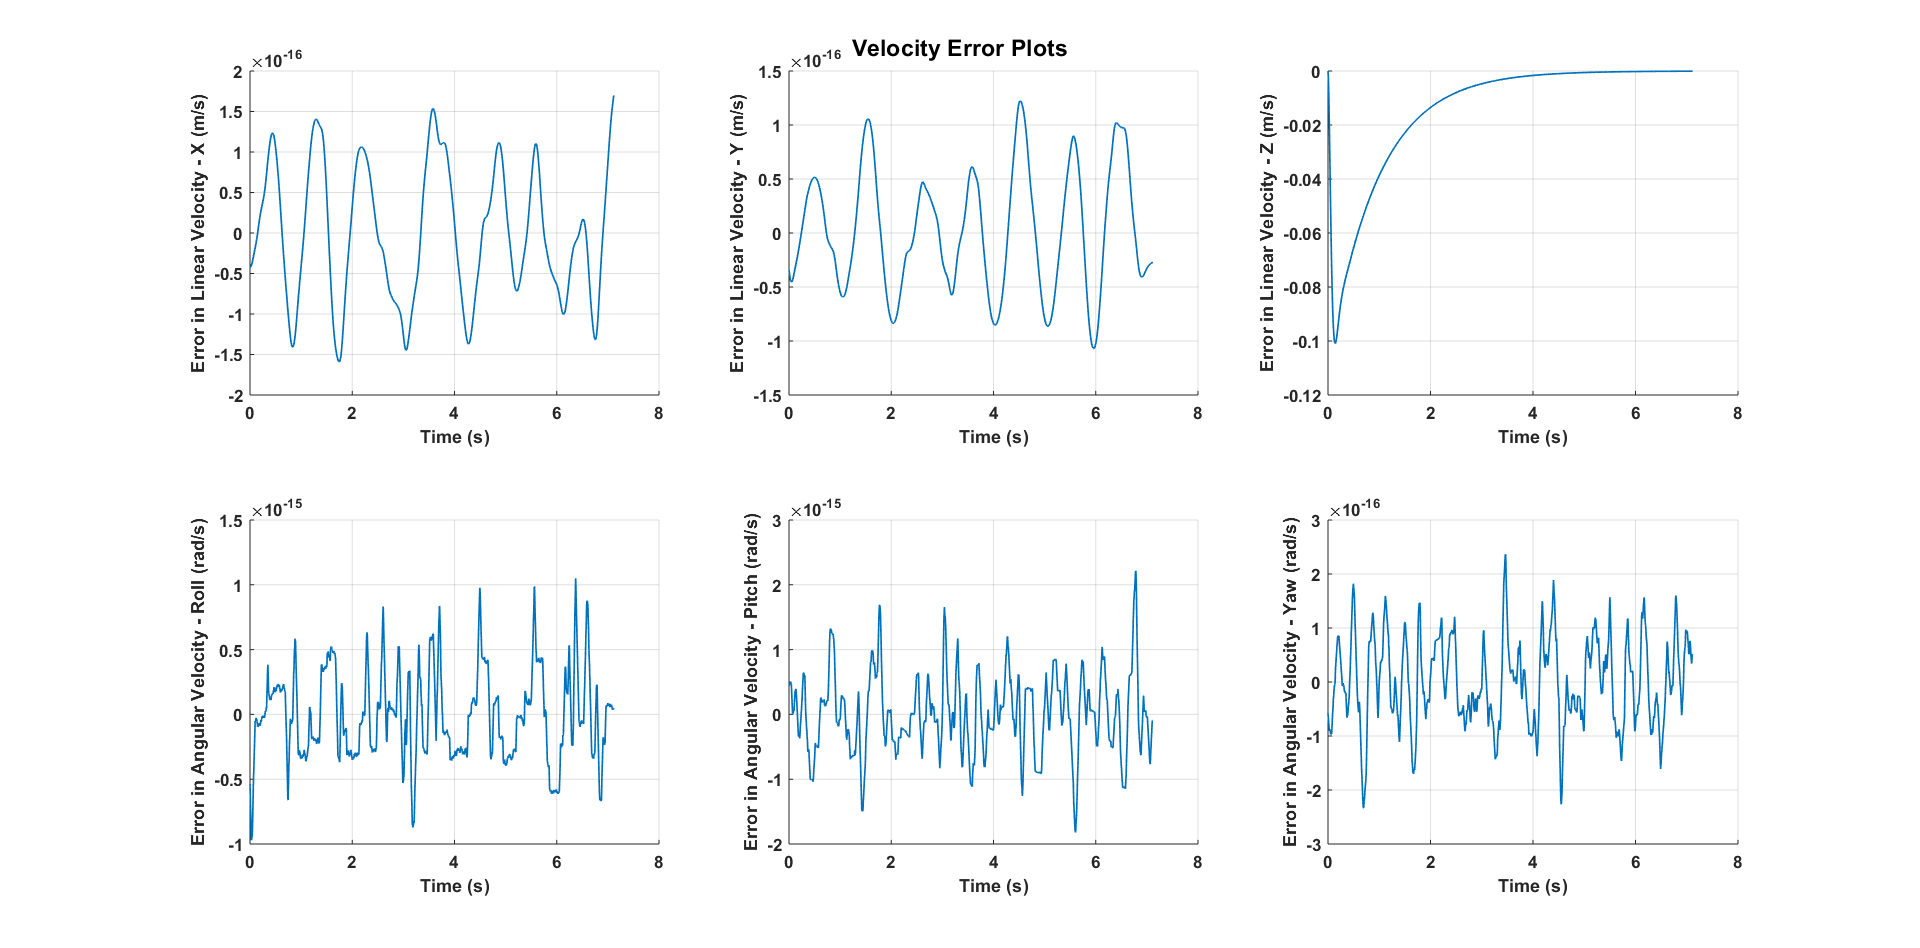 Velocity Error Plots
×10-16
2
1.5
1
0.5
0
-0.5
-1
-1.5
-2
0 2 4 6 8
Time (s)
Error in Linear Velocity - X (m/s)
×10-16
1.5
1
0.5
0
-0.5
-1
-1.5
0 2 4 6 8
Time (s)
Error in Linear Velocity - Y (m/s)
0
-0.02
-0.04
-0.06
-0.08
-0.1
-0.12
0 2 4 6 8
Time (s)
Error in Linear Velocity - Z (m/s)
×10-15
1.5
1
0.5
0
-0.5
-1
0 2 4 6 8
Time (s)
Error in Angular Velocity - Roll (rad/s)
×10-15
3
2
1
0
-1
-2
0 2 4 6 8
Time (s)
Error in Angular Velocity - Pitch (rad/s)
×10-16
3
2
1
0
-1
-2
-3
0 2 4 6 8
Time (s)
Error in Angular Velocity - Yaw (rad/s)